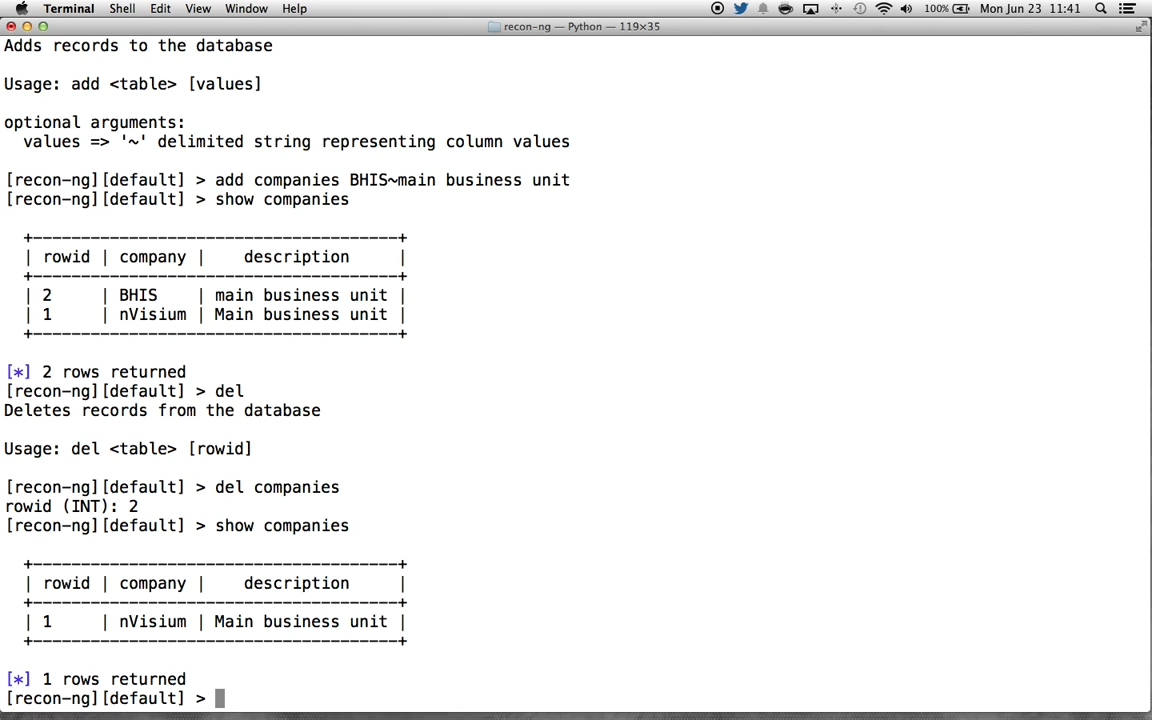 Terminal Shell Edit View Window Help 100% Mon Jun 23 11:41
recon-ng — Python — 119×35
Adds records to the database
Usage: add <table> [values]
optional arguments:
values => '~' delimited string representing column values
[recon-ng][default] > add companies BHIS~main business unit
[recon-ng][default] > show companies
+--------------------------------------+
| rowid | company | description |
+--------------------------------------+
| 2 | BHIS | main business unit |
| 1 | nVisium | Main business unit |
+--------------------------------------+
[*] 2 rows returned
[recon-ng][default] > del
Deletes records from the database
Usage: del <table> [rowid]
[recon-ng][default] > del companies
rowid (INT): 2
[recon-ng][default] > show companies
+--------------------------------------+
| rowid | company | description |
+--------------------------------------+
| 1 | nVisium | Main business unit |
+--------------------------------------+
[*] 1 rows returned
[recon-ng][default] >